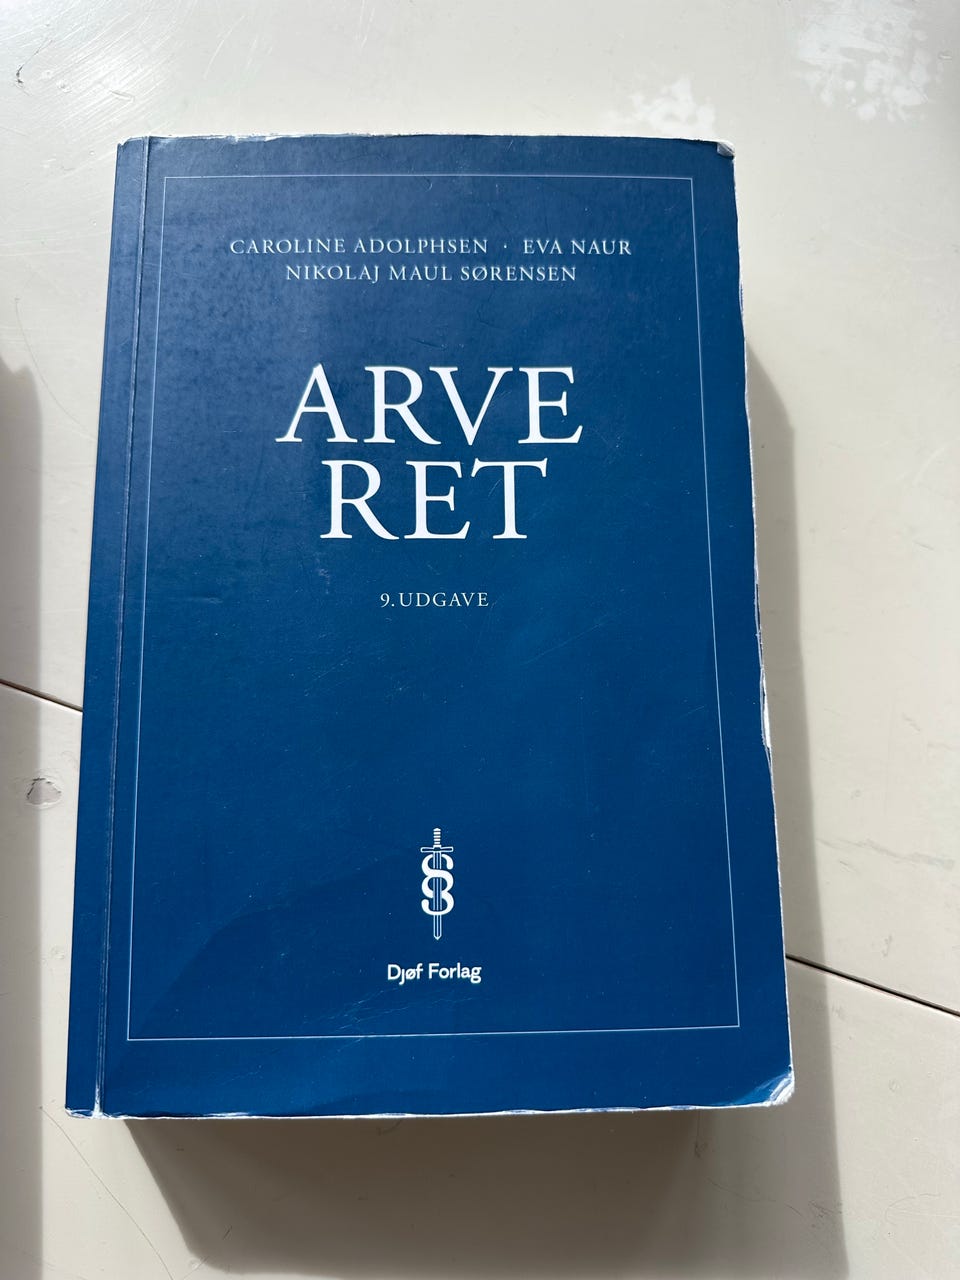 CAROLINE ADOLPHSEN · EVA NAUR
NIKOLAJ MAUL SØRENSEN
ARVE
RET
9. UDGAVE
§
Djøf Forlag